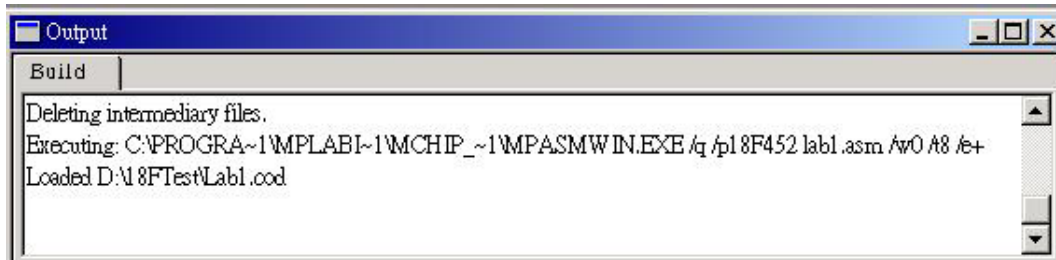 Output
Build
Deleting intermediary files.
Executing: C:\PROGRA~1\MPLABI~1\MCHIP_~1\MPASMWIN.EXE /q /p18F452 lab1.asm /w0 /t8 /e+
Loaded D:\18FTest\Lab1.cod